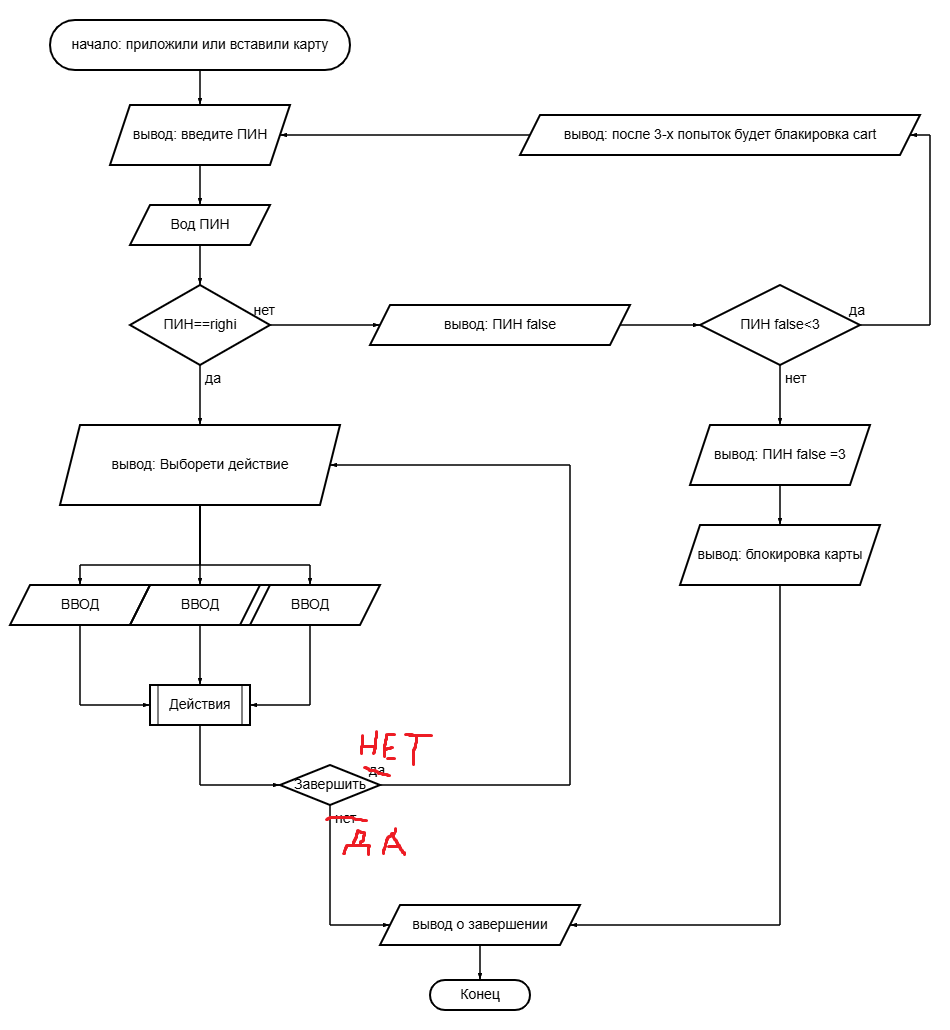 начало: приложили или вставили карту
вывод: введите ПИН
вывод: после 3-х попыток будет блакировка cart
Вод ПИН
ПИН==righi
нет
вывод: ПИН false
ПИН false<3
да
да
нет
вывод: Выборети действие
вывод: ПИН false =3
вывод: блокировка карты
ВВОД
ВВОД
ВВОД
Действия
НЕТ
да
Завершить
нет
ДА
вывод о завершении
Конец